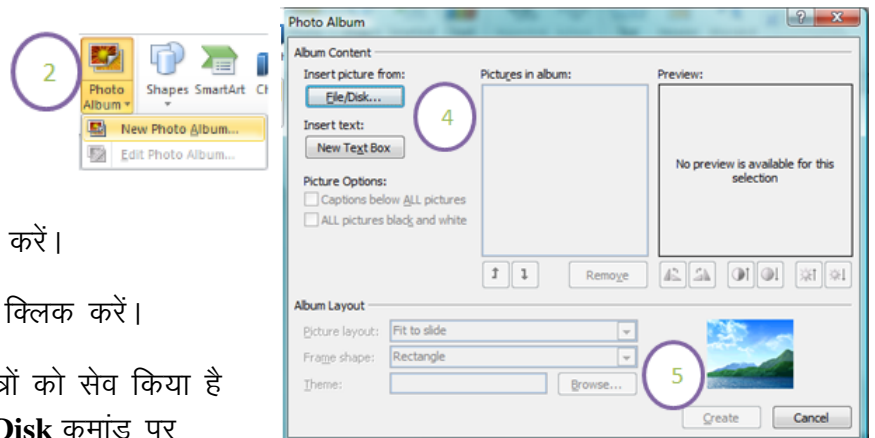 2
Photo Album
Shapes
SmartArt
New Photo Album...
Edit Photo Album...
करें।
क्लिक करें।
को सेव किया है
Disk कमांड पर
Photo Album
Album Content
Insert picture from:
File/Disk...
4
Insert text:
New Text Box
Picture Options:
Captions below ALL pictures
ALL pictures black and white
Pictures in album:
Remove
Preview:
No preview is available for this
selection
Album Layout
Picture layout: Fit to slide
Frame shape: Rectangle
Theme:
Browse...
5
Create
Cancel